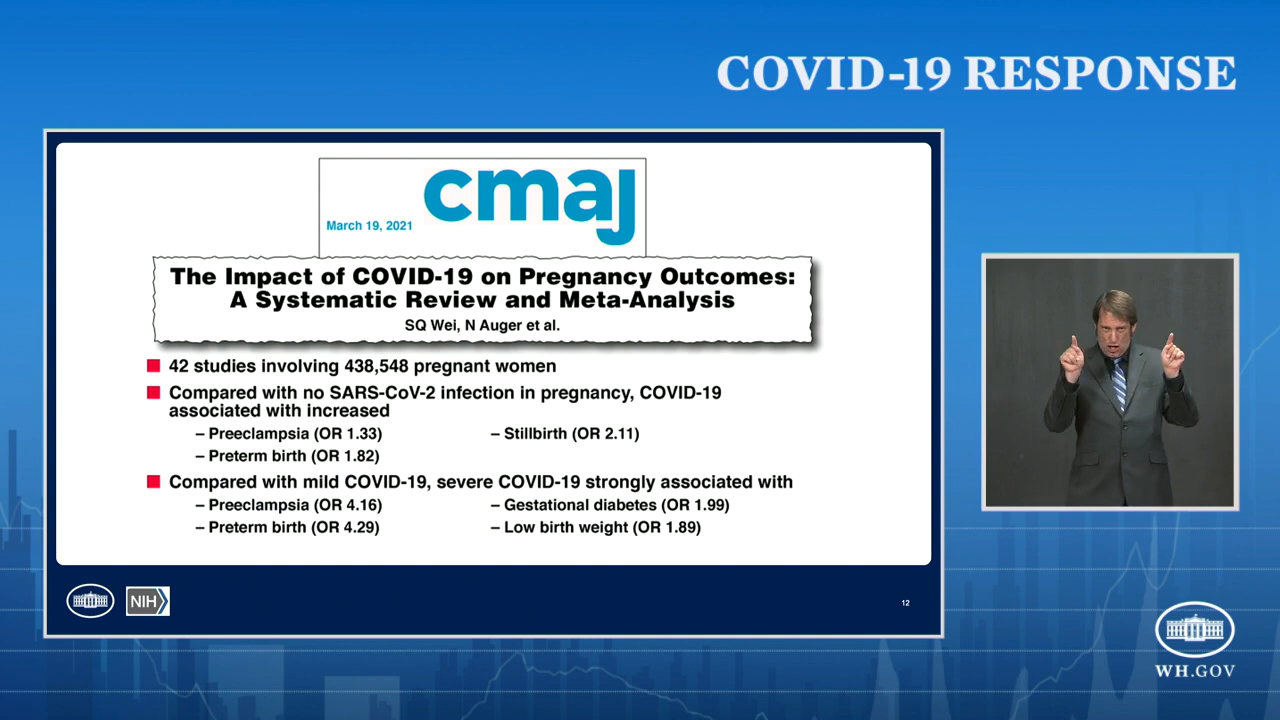 COVID-19 RESPONSE
cmaj
March 19, 2021
The Impact of COVID-19 on Pregnancy Outcomes:
A Systematic Review and Meta-Analysis
SQ Wei, N Auger et al.
42 studies involving 438,548 pregnant women
Compared with no SARS-CoV-2 infection in pregnancy, COVID-19
associated with increased
– Preeclampsia (OR 1.33)
– Stillbirth (OR 2.11)
– Preterm birth (OR 1.82)
Compared with mild COVID-19, severe COVID-19 strongly associated with
– Preeclampsia (OR 4.16)
– Gestational diabetes (OR 1.99)
– Preterm birth (OR 4.29)
– Low birth weight (OR 1.89)
NIH
12
WH.GOV